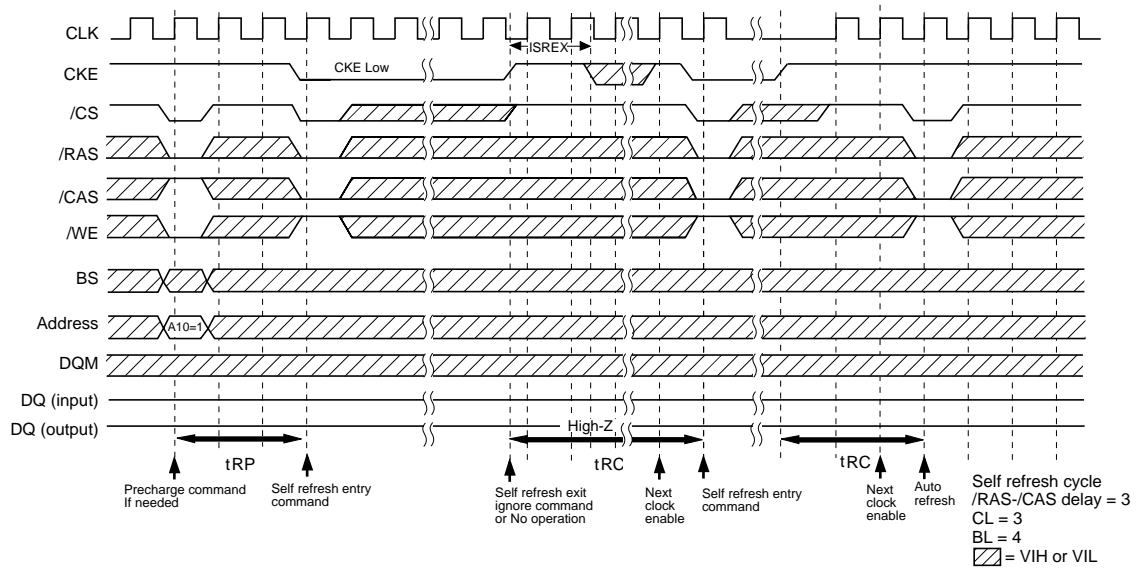 CLK
lSREX
CKE
CKE Low
/CS
/RAS
/CAS
/WE
BS
Address
A10=1
DQM
DQ (input)
DQ (output)
High-Z
tRP
tRC
tRC
Precharge command
If needed
Self refresh entry
command
Self refresh exit
ignore command
or No operation
Next
clock
enable
Self refresh entry
command
Next
clock
enable
Auto
refresh
Self refresh cycle
/RAS-/CAS delay = 3
CL = 3
BL = 4
= VIH or VIL